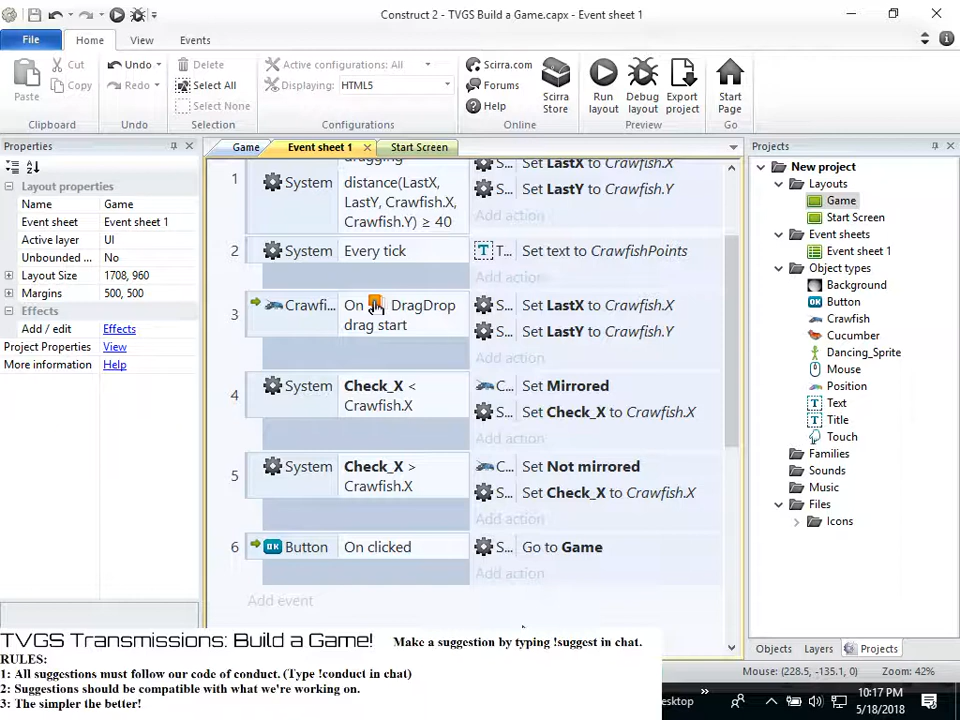 Construct 2 - TVGS Build a Game.capx - Event sheet 1
File Home View Events
Paste
Cut
Copy
Clipboard
Undo
Redo
Undo
Delete
Select All
Select None
Selection
Active configurations: All
Displaying: HTML5
Configurations
Scirra.com
Forums
Help
Scirra Store
Online
Run layout
Debug layout
Export project
Preview
Start Page
Go
Properties
Layout properties
Name Game
Event sheet Event sheet 1
Active layer UI
Unbounded ... No
Layout Size 1708, 960
Margins 500, 500
Effects
Add / edit Effects
Project Properties View
More information Help
Game Event sheet 1 Start Screen
dragging
1 System distance(LastX, LastY, Crawfish.X, Crawfish.Y) ≥ 40
S... Set LastX to Crawfish.X
S... Set LastY to Crawfish.Y
Add action
2 System Every tick T... Set text to CrawfishPoints
Add action
3 Crawfi... On DragDrop drag start
S... Set LastX to Crawfish.X
S... Set LastY to Crawfish.Y
Add action
4 System Check_X < Crawfish.X
C... Set Mirrored
S... Set Check_X to Crawfish.X
Add action
5 System Check_X > Crawfish.X
C... Set Not mirrored
S... Set Check_X to Crawfish.X
Add action
6 OK Button On clicked S... Go to Game
Add action
Add event
Projects
New project
Layouts
Game
Start Screen
Event sheets
Event sheet 1
Object types
Background
Button
Crawfish
Cucumber
Dancing_Sprite
Mouse
Position
Text
Title
Touch
Families
Sounds
Music
Files
Icons
Objects Layers Projects
Mouse: (228.5, -135.1, 0) Zoom: 42%
TVGS Transmissions: Build a Game! Make a suggestion by typing !suggest in chat.
RULES:
1: All suggestions must follow our code of conduct. (Type !conduct in chat)
2: Suggestions should be compatible with what we're working on.
3: The simpler the better!
esktop
10:17 PM
5/18/2018